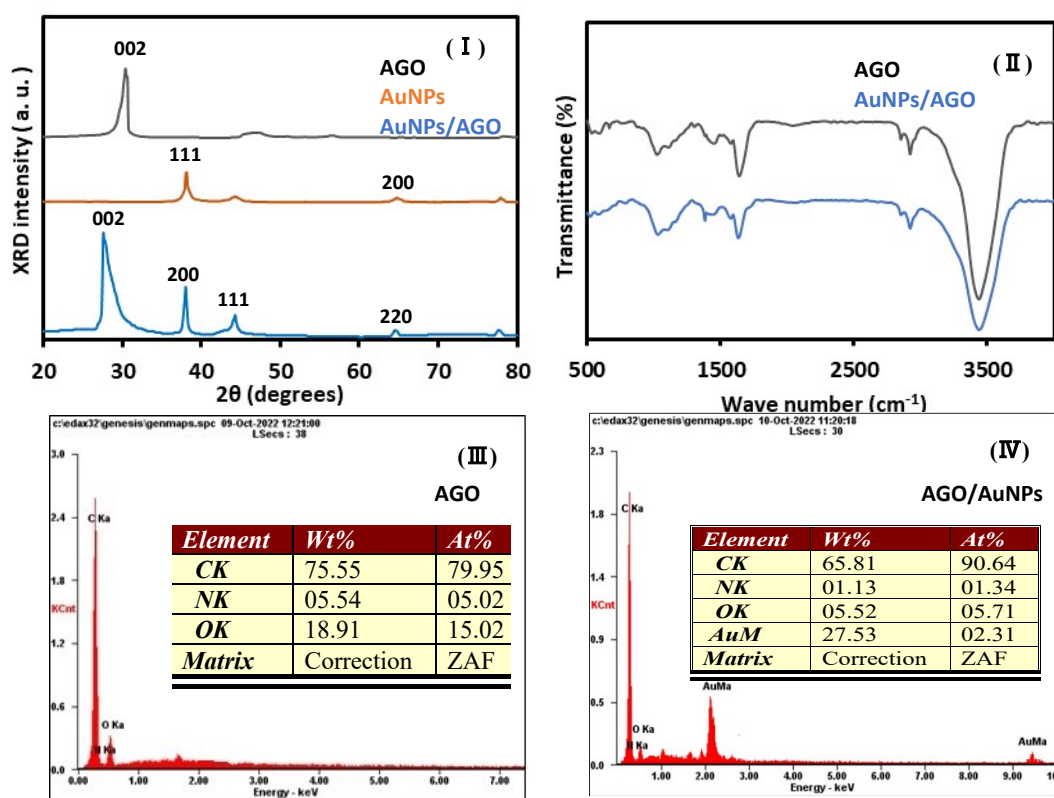 (Ⅰ)
002
AGO
AuNPs
AuNPs/AGO
111
200
002
200
111
220
XRD intensity ( a. u. )
20 30 40 50 60 70 80
2θ (degrees)
(Ⅱ)
AGO
AuNPs/AGO
Transmittance (%)
500 1500 2500 3500
Wave number (cm⁻¹)
c:\edax32\genesis\genmaps.spc 09-Oct-2022 12:21:00
LSecs : 38
(Ⅲ)
AGO
3.0
2.4
1.8
1.2
0.6
0.0
KCnt
C Ka
O Ka
N Ka
Element Wt% At%
CK 75.55 79.95
NK 05.54 05.02
OK 18.91 15.02
Matrix Correction ZAF
0.00 1.00 2.00 3.00 4.00 5.00 6.00 7.00
Energy - keV
c:\edax32\genesis\genmaps.spc 10-Oct-2022 11:20:18
LSecs : 30
(Ⅳ)
AGO/AuNPs
2.3
1.8
1.4
0.9
0.5
0.0
KCnt
C Ka
O Ka
N Ka
Element Wt% At%
CK 65.81 90.64
NK 01.13 01.34
OK 05.52 05.71
AuM 27.53 02.31
Matrix Correction ZAF
AuMa
AuMa
1.00 2.00 3.00 4.00 5.00 6.00 7.00 8.00 9.00
Energy - keV